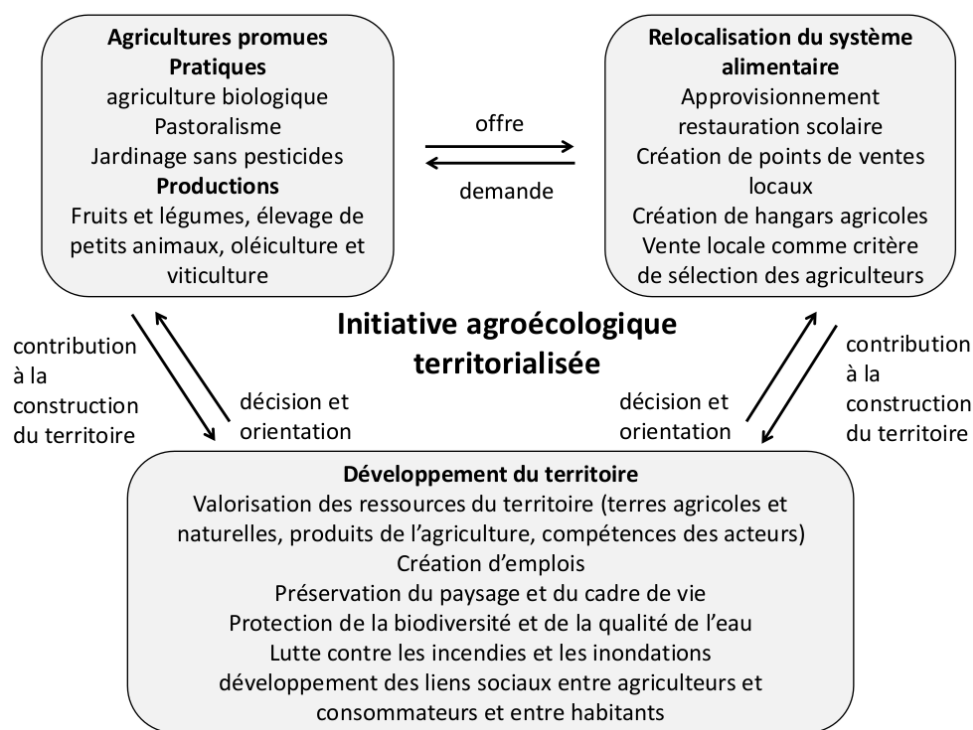 Agricultures promues
Pratiques
agriculture biologique
Pastoralisme
Jardinage sans pesticides
Productions
Fruits et légumes, élevage de
petits animaux, oléiculture et
viticulture
offre
demande
Relocalisation du système
alimentaire
Approvisionnement
restauration scolaire
Création de points de ventes
locaux
Création de hangars agricoles
Vente locale comme critère
de sélection des agriculteurs
Initiative agroécologique
territorialisée
contribution
à la
construction
du territoire
décision et
orientation
décision et
orientation
contribution
à la
construction
du territoire
Développement du territoire
Valorisation des ressources du territoire (terres agricoles et
naturelles, produits de l’agriculture, compétences des acteurs)
Création d’emplois
Préservation du paysage et du cadre de vie
Protection de la biodiversité et de la qualité de l’eau
Lutte contre les incendies et les inondations
développement des liens sociaux entre agriculteurs et
consommateurs et entre habitants